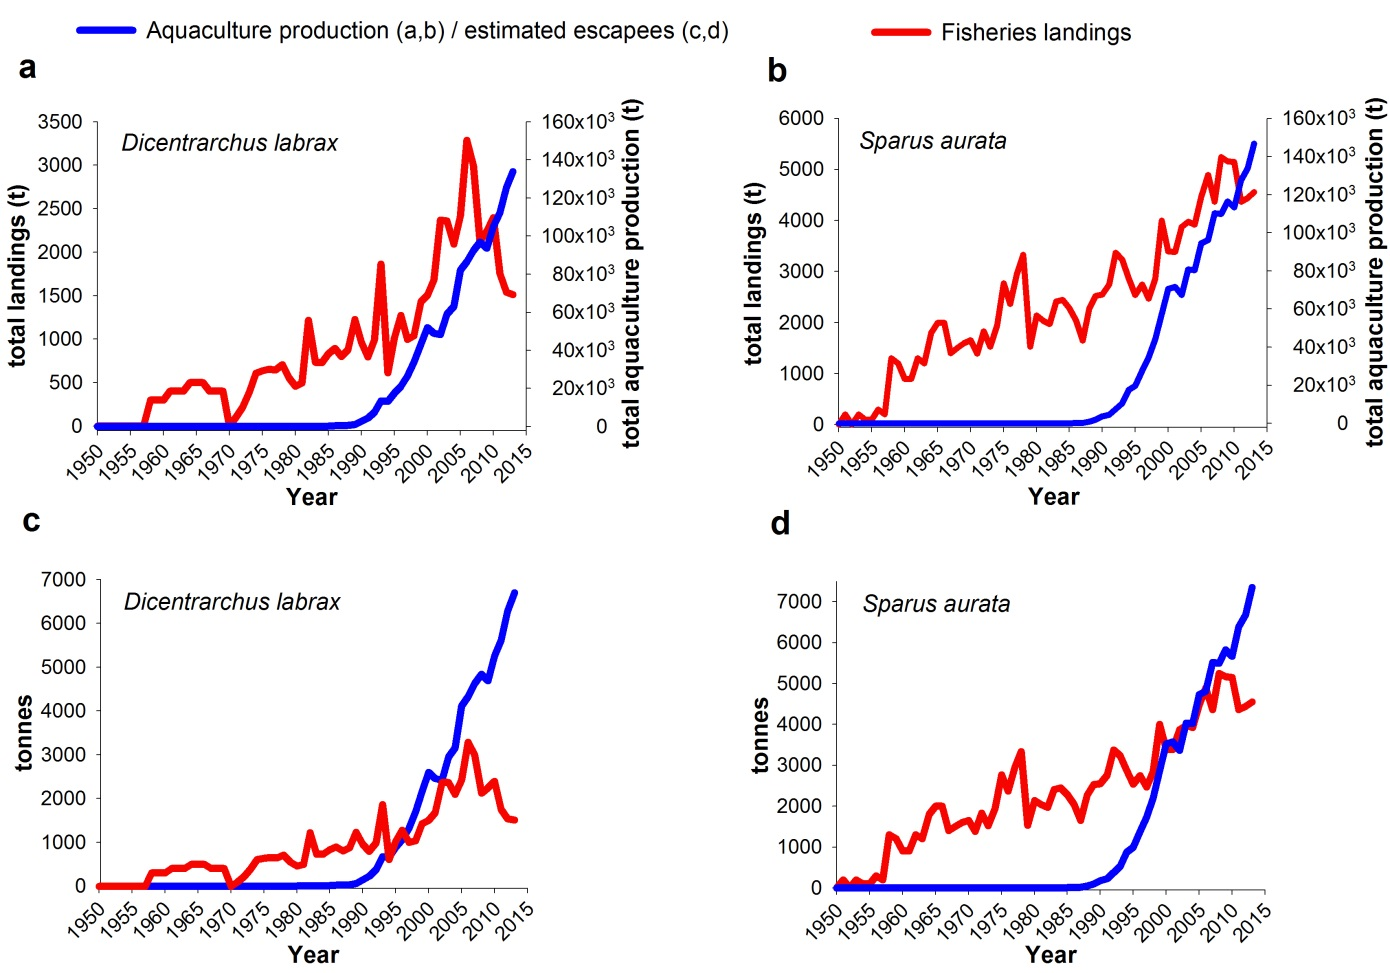 Aquaculture production (a,b) / estimated escapees (c,d)
Fisheries landings
a
Dicentrarchus labrax
total landings (t)
3500
3000
2500
2000
1500
1000
500
0
160x10³
140x10³
120x10³
100x10³
80x10³
60x10³
40x10³
20x10³
0
total aquaculture production (t)
1950 1955 1960 1965 1970 1975 1980 1985 1990 1995 2000 2005 2010 2015
Year
b
Sparus aurata
total landings (t)
6000
5000
4000
3000
2000
1000
0
160x10³
140x10³
120x10³
100x10³
80x10³
60x10³
40x10³
20x10³
0
total aquaculture production (t)
1950 1955 1960 1965 1970 1975 1980 1985 1990 1995 2000 2005 2010 2015
Year
c
Dicentrarchus labrax
tonnes
7000
6000
5000
4000
3000
2000
1000
0
1950 1955 1960 1965 1970 1975 1980 1985 1990 1995 2000 2005 2010 2015
Year
d
Sparus aurata
tonnes
7000
6000
5000
4000
3000
2000
1000
0
1950 1955 1960 1965 1970 1975 1980 1985 1990 1995 2000 2005 2010 2015
Year